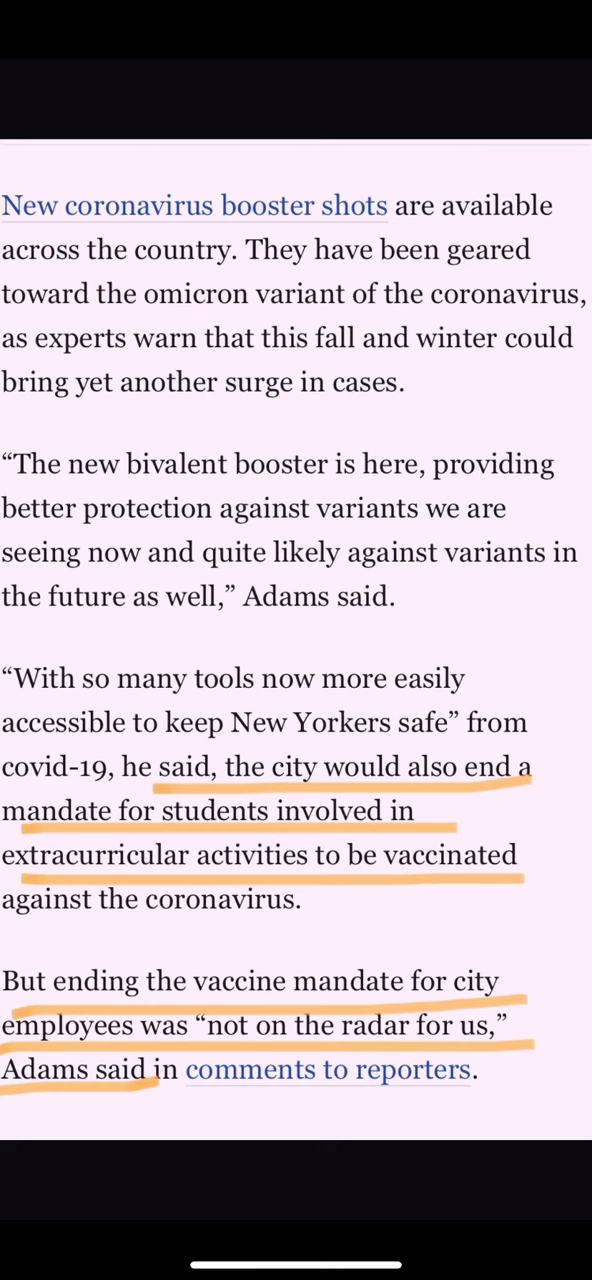 New coronavirus booster shots are available
across the country. They have been geared
toward the omicron variant of the coronavirus,
as experts warn that this fall and winter could
bring yet another surge in cases.
“The new bivalent booster is here, providing
better protection against variants we are
seeing now and quite likely against variants in
the future as well,” Adams said.
“With so many tools now more easily
accessible to keep New Yorkers safe” from
covid-19, he said, the city would also end a
mandate for students involved in
extracurricular activities to be vaccinated
against the coronavirus.
But ending the vaccine mandate for city
employees was “not on the radar for us,”
Adams said in comments to reporters.